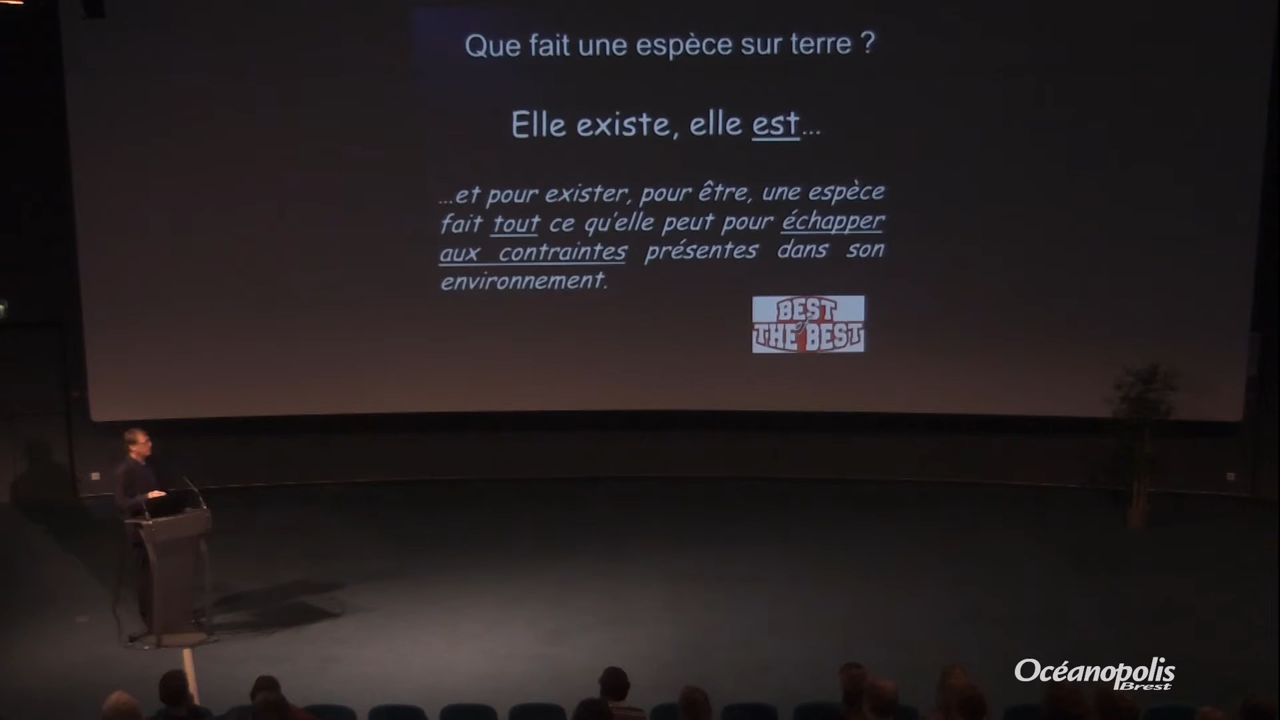 Que fait une espèce sur terre ?
Elle existe, elle est...
...et pour exister, pour être, une espèce
fait tout ce qu'elle peut pour échapper
aux contraintes présentes dans son
environnement.
BEST
of
THE BEST
Océanopolis
Brest